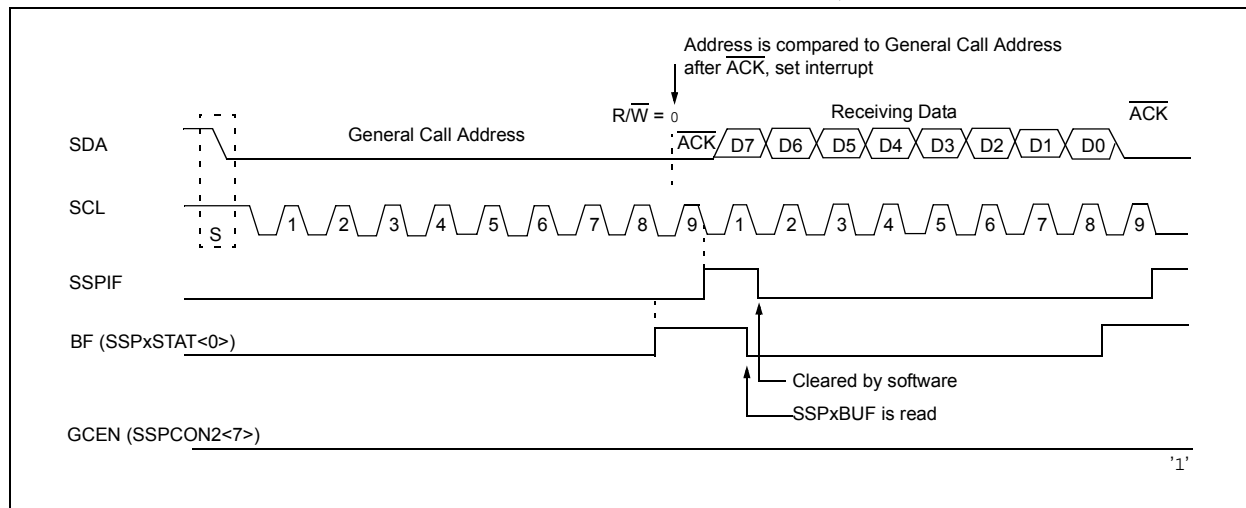 Address is compared to General Call Address
after ACK, set interrupt
R/W = 0
Receiving Data
ACK
General Call Address
SDA
ACK
D7 D6 D5 D4 D3 D2 D1 D0
SCL
S
1 2 3 4 5 6 7 8 9 1 2 3 4 5 6 7 8 9
SSPIF
BF (SSPxSTAT<0>)
Cleared by software
SSPxBUF is read
GCEN (SSPCON2<7>)
'1'